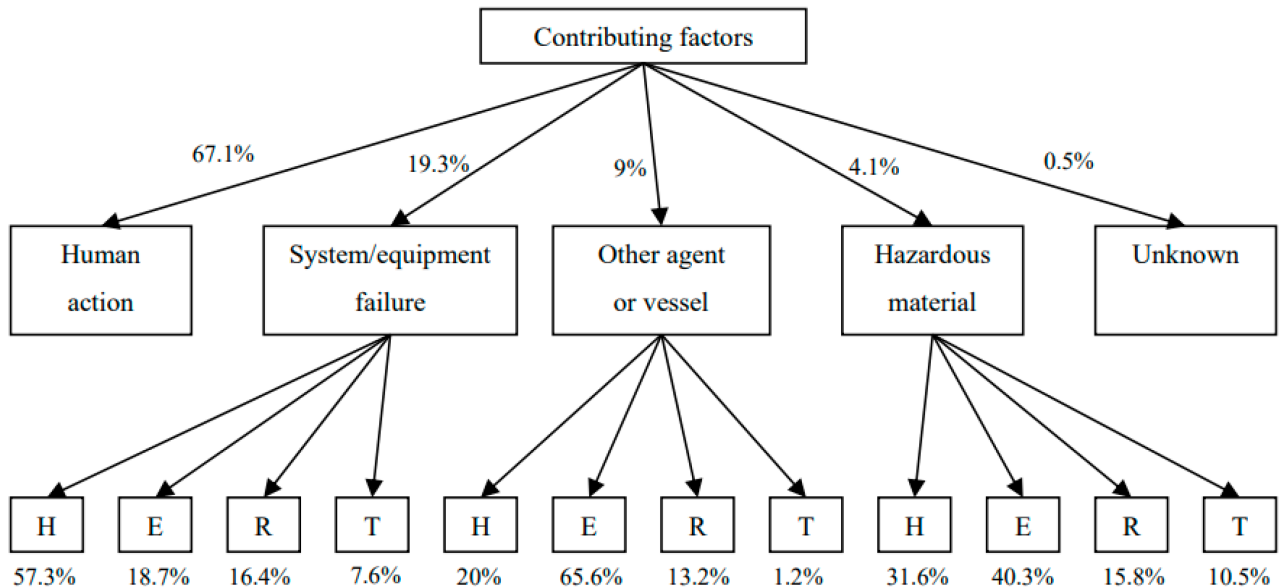 Contributing factors
67.1%
19.3%
9%
4.1%
0.5%
Human
action
System/equipment
failure
Other agent
or vessel
Hazardous
material
Unknown
H
E
R
T
H
E
R
T
H
E
R
T
57.3%
18.7%
16.4%
7.6%
20%
65.6%
13.2%
1.2%
31.6%
40.3%
15.8%
10.5%